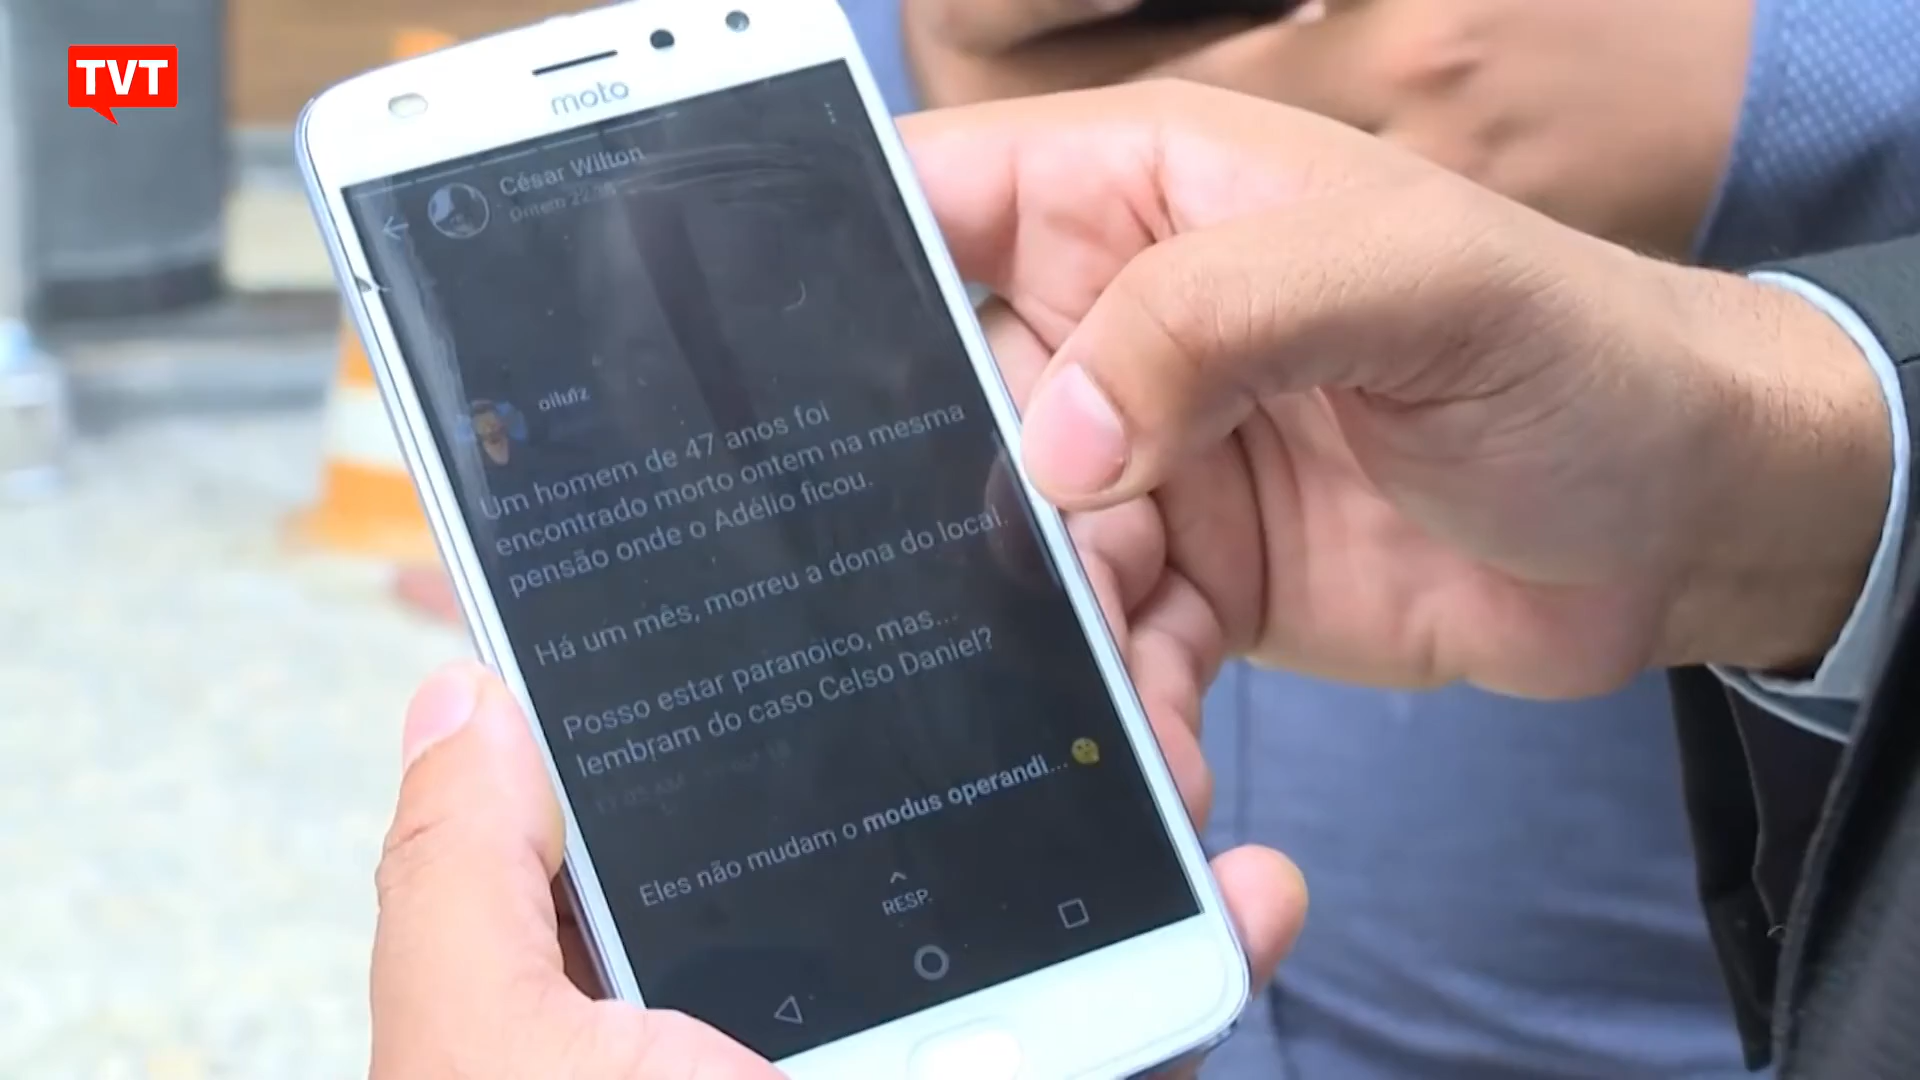 TVT
moto
César Wilton
Ontem 22:
oiluiz
Um homem de 47 anos foi
encontrado morto ontem na mesma
pensão onde o Adélio ficou.
Há um mês, morreu a dona do local.
Posso estar paranoico, mas...
lembram do caso Celso Daniel?
Eles não mudam o modus operandi...🤔
RESP.